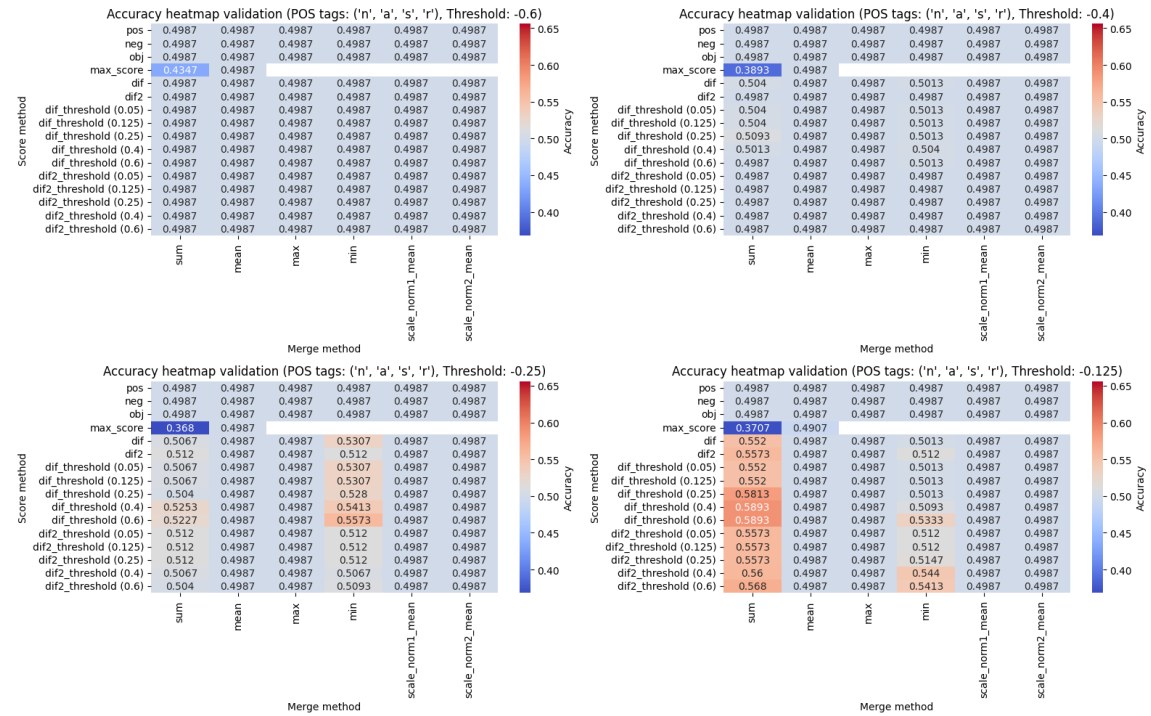 Accuracy heatmap validation (POS tags: ('n', 'a', 's', 'r'), Threshold: -0.6)
pos 0.4987 0.4987 0.4987 0.4987 0.4987 0.4987
neg 0.4987 0.4987 0.4987 0.4987 0.4987 0.4987
obj 0.4987 0.4987 0.4987 0.4987 0.4987 0.4987
max_score 0.4347 0.4987
dif 0.4987 0.4987 0.4987 0.4987 0.4987 0.4987
dif2 0.4987 0.4987 0.4987 0.4987 0.4987 0.4987
dif_threshold (0.05) 0.4987 0.4987 0.4987 0.4987 0.4987 0.4987
dif_threshold (0.125) 0.4987 0.4987 0.4987 0.4987 0.4987 0.4987
dif_threshold (0.25) 0.4987 0.4987 0.4987 0.4987 0.4987 0.4987
dif_threshold (0.4) 0.4987 0.4987 0.4987 0.4987 0.4987 0.4987
dif_threshold (0.6) 0.4987 0.4987 0.4987 0.4987 0.4987 0.4987
dif2_threshold (0.05) 0.4987 0.4987 0.4987 0.4987 0.4987 0.4987
dif2_threshold (0.125) 0.4987 0.4987 0.4987 0.4987 0.4987 0.4987
dif2_threshold (0.25) 0.4987 0.4987 0.4987 0.4987 0.4987 0.4987
dif2_threshold (0.4) 0.4987 0.4987 0.4987 0.4987 0.4987 0.4987
dif2_threshold (0.6) 0.4987 0.4987 0.4987 0.4987 0.4987 0.4987
Score method
sum mean max min scale_norm1_mean scale_norm2_mean
Merge method
0.65
0.60
0.55
0.50
0.45
0.40
Accuracy
Accuracy heatmap validation (POS tags: ('n', 'a', 's', 'r'), Threshold: -0.4)
pos 0.4987 0.4987 0.4987 0.4987 0.4987 0.4987
neg 0.4987 0.4987 0.4987 0.4987 0.4987 0.4987
obj 0.4987 0.4987 0.4987 0.4987 0.4987 0.4987
max_score 0.3893 0.4987
dif 0.504 0.4987 0.4987 0.5013 0.4987 0.4987
dif2 0.4987 0.4987 0.4987 0.4987 0.4987 0.4987
dif_threshold (0.05) 0.504 0.4987 0.4987 0.5013 0.4987 0.4987
dif_threshold (0.125) 0.504 0.4987 0.4987 0.5013 0.4987 0.4987
dif_threshold (0.25) 0.5093 0.4987 0.4987 0.5013 0.4987 0.4987
dif_threshold (0.4) 0.5013 0.4987 0.4987 0.504 0.4987 0.4987
dif_threshold (0.6) 0.4987 0.4987 0.4987 0.5013 0.4987 0.4987
dif2_threshold (0.05) 0.4987 0.4987 0.4987 0.4987 0.4987 0.4987
dif2_threshold (0.125) 0.4987 0.4987 0.4987 0.4987 0.4987 0.4987
dif2_threshold (0.25) 0.4987 0.4987 0.4987 0.4987 0.4987 0.4987
dif2_threshold (0.4) 0.4987 0.4987 0.4987 0.4987 0.4987 0.4987
dif2_threshold (0.6) 0.4987 0.4987 0.4987 0.4987 0.4987 0.4987
Score method
sum mean max min scale_norm1_mean scale_norm2_mean
Merge method
0.65
0.60
0.55
0.50
0.45
0.40
Accuracy
Accuracy heatmap validation (POS tags: ('n', 'a', 's', 'r'), Threshold: -0.25)
pos 0.4987 0.4987 0.4987 0.4987 0.4987 0.4987
neg 0.4987 0.4987 0.4987 0.4987 0.4987 0.4987
obj 0.4987 0.4987 0.4987 0.4987 0.4987 0.4987
max_score 0.368 0.4987
dif 0.5067 0.4987 0.4987 0.5307 0.4987 0.4987
dif2 0.512 0.4987 0.4987 0.512 0.4987 0.4987
dif_threshold (0.05) 0.5067 0.4987 0.4987 0.5307 0.4987 0.4987
dif_threshold (0.125) 0.5067 0.4987 0.4987 0.5307 0.4987 0.4987
dif_threshold (0.25) 0.504 0.4987 0.4987 0.528 0.4987 0.4987
dif_threshold (0.4) 0.5253 0.4987 0.4987 0.5413 0.4987 0.4987
dif_threshold (0.6) 0.5227 0.4987 0.4987 0.5573 0.4987 0.4987
dif2_threshold (0.05) 0.512 0.4987 0.4987 0.512 0.4987 0.4987
dif2_threshold (0.125) 0.512 0.4987 0.4987 0.512 0.4987 0.4987
dif2_threshold (0.25) 0.512 0.4987 0.4987 0.512 0.4987 0.4987
dif2_threshold (0.4) 0.5067 0.4987 0.4987 0.5067 0.4987 0.4987
dif2_threshold (0.6) 0.504 0.4987 0.4987 0.5093 0.4987 0.4987
Score method
sum mean max min scale_norm1_mean scale_norm2_mean
Merge method
0.65
0.60
0.55
0.50
0.45
0.40
Accuracy
Accuracy heatmap validation (POS tags: ('n', 'a', 's', 'r'), Threshold: -0.125)
pos 0.4987 0.4987 0.4987 0.4987 0.4987 0.4987
neg 0.4987 0.4987 0.4987 0.4987 0.4987 0.4987
obj 0.4987 0.4987 0.4987 0.4987 0.4987 0.4987
max_score 0.3707 0.4907
dif 0.552 0.4987 0.4987 0.5013 0.4987 0.4987
dif2 0.5573 0.4987 0.4987 0.512 0.4987 0.4987
dif_threshold (0.05) 0.552 0.4987 0.4987 0.5013 0.4987 0.4987
dif_threshold (0.125) 0.552 0.4987 0.4987 0.5013 0.4987 0.4987
dif_threshold (0.25) 0.5813 0.4987 0.4987 0.5013 0.4987 0.4987
dif_threshold (0.4) 0.5893 0.4987 0.4987 0.5093 0.4987 0.4987
dif_threshold (0.6) 0.5893 0.4987 0.4987 0.5333 0.4987 0.4987
dif2_threshold (0.05) 0.5573 0.4987 0.4987 0.512 0.4987 0.4987
dif2_threshold (0.125) 0.5573 0.4987 0.4987 0.512 0.4987 0.4987
dif2_threshold (0.25) 0.5573 0.4987 0.4987 0.5147 0.4987 0.4987
dif2_threshold (0.4) 0.56 0.4987 0.4987 0.544 0.4987 0.4987
dif2_threshold (0.6) 0.568 0.4987 0.4987 0.5413 0.4987 0.4987
Score method
sum mean max min scale_norm1_mean scale_norm2_mean
Merge method
0.65
0.60
0.55
0.50
0.45
0.40
Accuracy